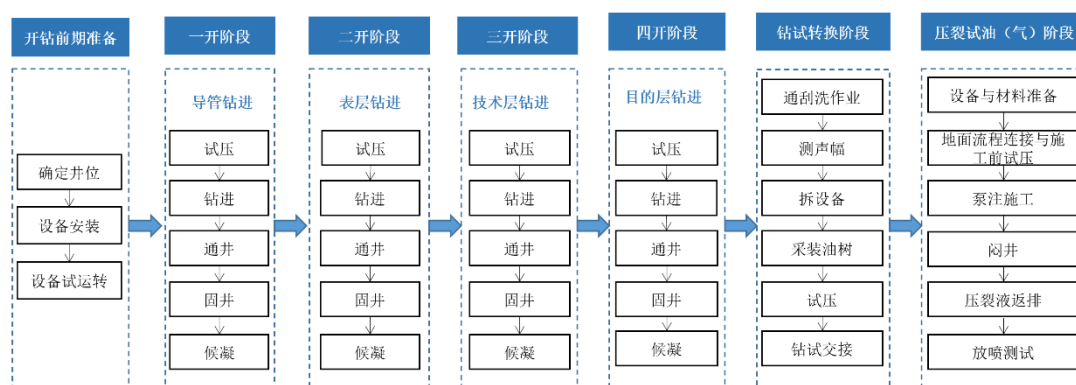 开钻前期准备
确定井位
设备安装
设备试运转
一开阶段
导管钻进
试压
钻进
通井
固井
候凝
二开阶段
表层钻进
试压
钻进
通井
固井
候凝
三开阶段
技术层钻进
试压
钻进
通井
固井
候凝
四开阶段
目的层钻进
试压
钻进
通井
固井
候凝
钻试转换阶段
通刮洗作业
测声幅
拆设备
采装油树
试压
钻试交接
压裂试油（气）阶段
设备与材料准备
地面流程连接与施
工前试压
泵注施工
闷井
压裂液返排
放喷测试